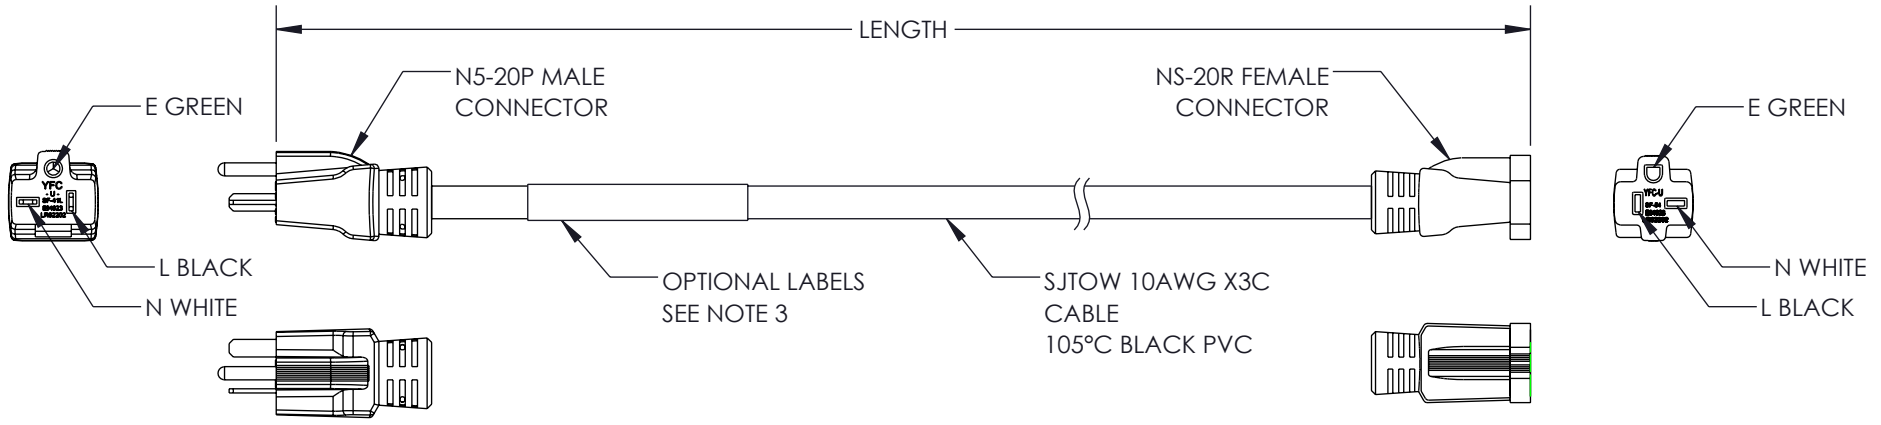 LENGTH
N5-20P MALE
CONNECTOR
NS-20R FEMALE
CONNECTOR
E GREEN
E GREEN
YFC
- U -
YFC-U
L BLACK
N WHITE
OPTIONAL LABELS
SEE NOTE 3
SJTOW 10AWG X3C
CABLE
105°C BLACK PVC
N WHITE
L BLACK